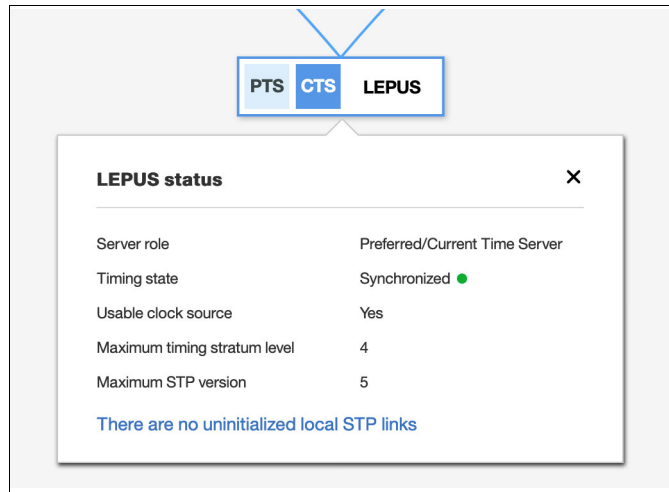 PTS CTS LEPUS
LEPUS status
Server role Preferred/Current Time Server
Timing state Synchronized
Usable clock source Yes
Maximum timing stratum level 4
Maximum STP version 5
There are no uninitialized local STP links